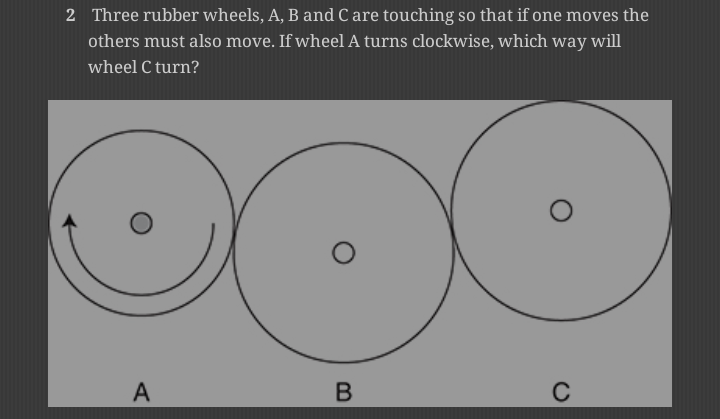 2 Three rubber wheels, A, B and C are touching so that if one moves the
others must also move. If wheel A turns clockwise, which way will
wheel C turn?
A B C